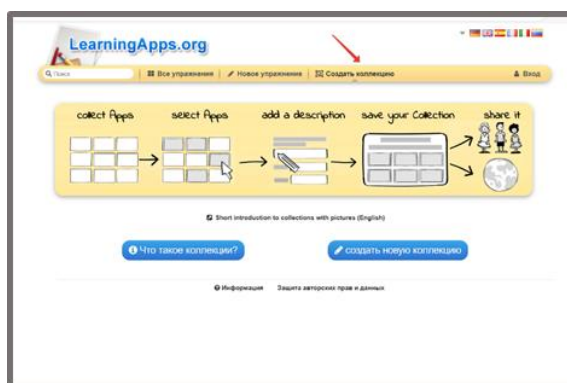 LearningApps.org
Поиск Все упражнения Новое упражнение Создать коллекцию Вход
collect Apps select Apps add a description save your Collection share it
Short introduction to collections with pictures (English)
Что такое коллекции? создать новую коллекцию
Информация Защита авторских прав и данных